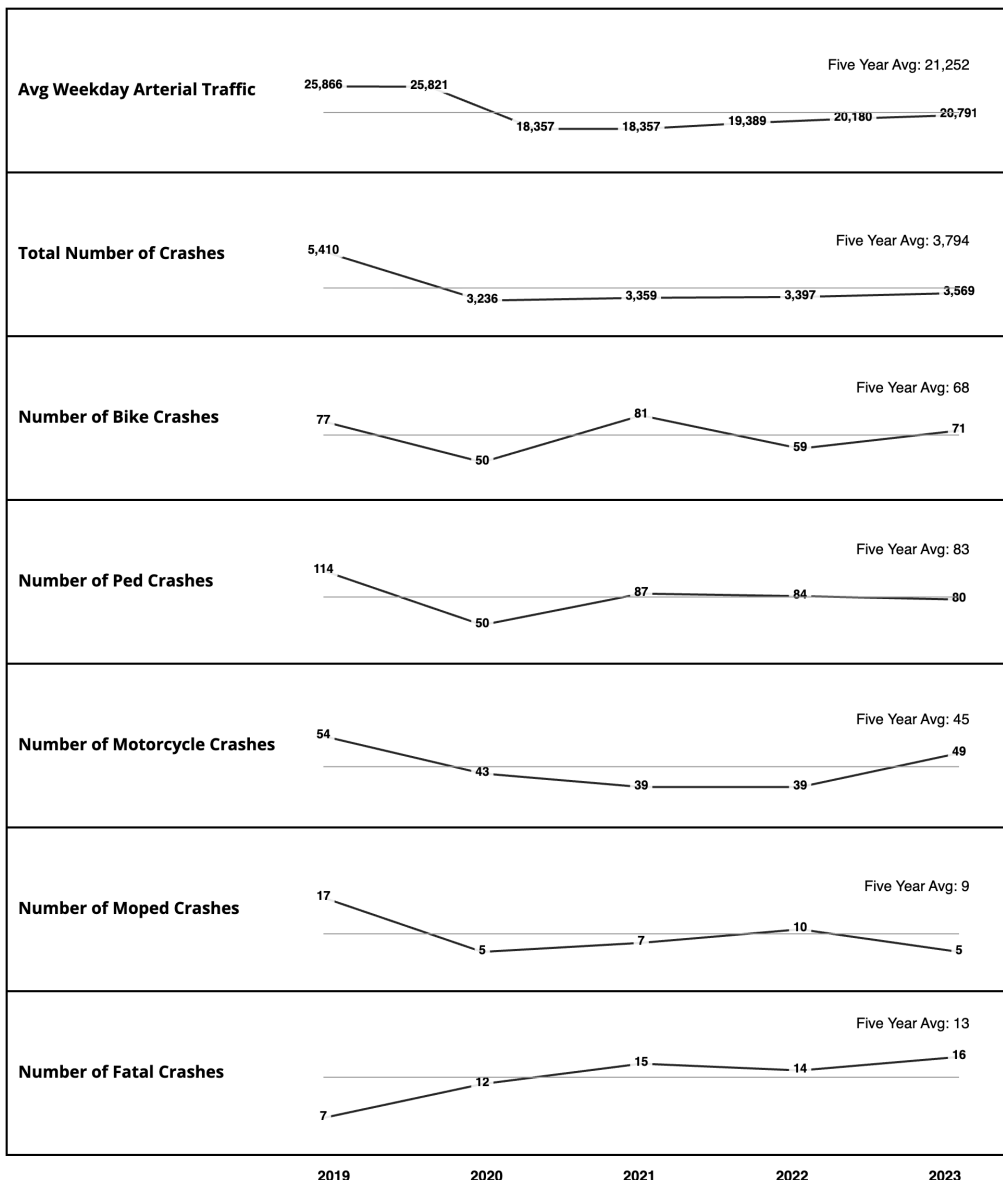 Five Year Avg: 21,252
Avg Weekday Arterial Traffic
25,866 25,821 18,357 18,357 19,389 20,180 20,791
Five Year Avg: 3,794
Total Number of Crashes
5,410 3,236 3,359 3,397 3,569
Five Year Avg: 68
Number of Bike Crashes
77 50 81 59 71
Five Year Avg: 83
Number of Ped Crashes
114 50 87 84 80
Five Year Avg: 45
Number of Motorcycle Crashes
54 43 39 39 49
Five Year Avg: 9
Number of Moped Crashes
17 5 7 10 5
Five Year Avg: 13
Number of Fatal Crashes
7 12 15 14 16
2019 2020 2021 2022 2023